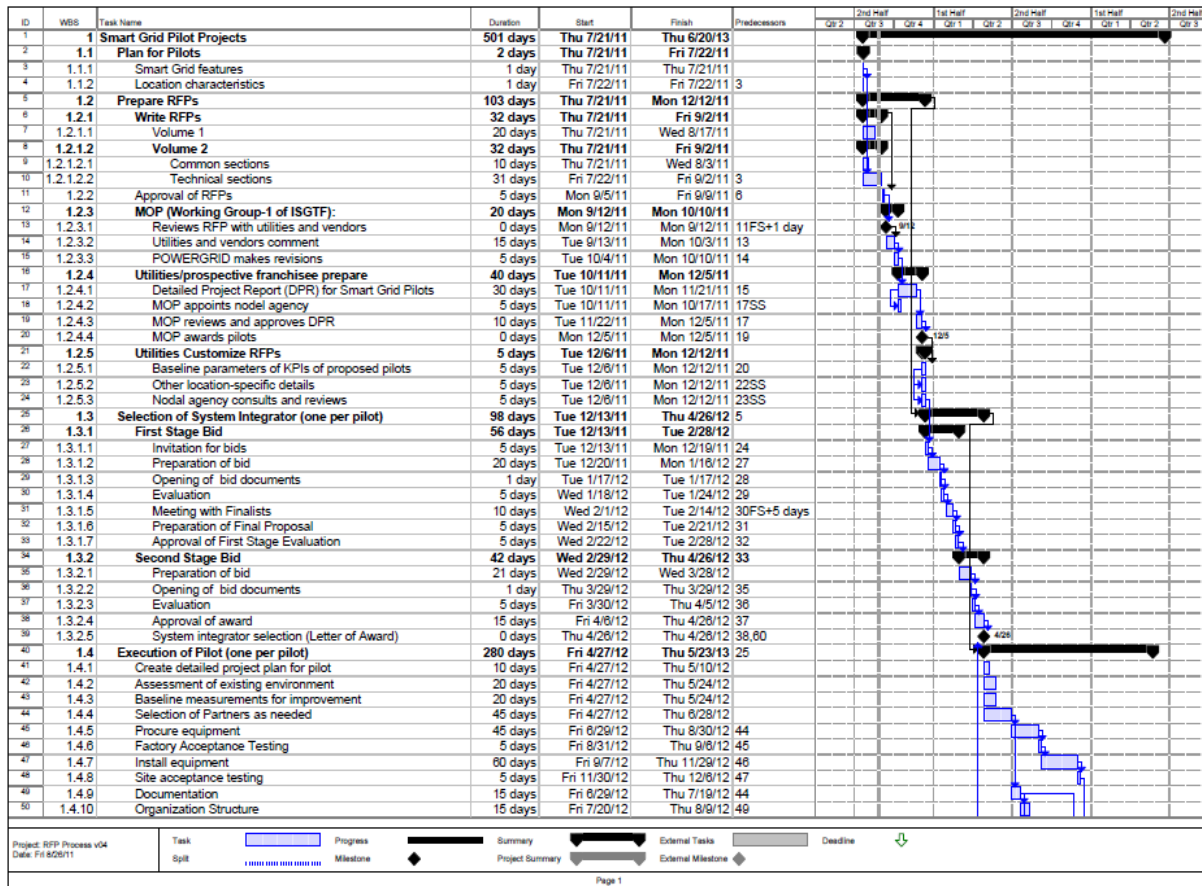 2nd Half 1st Half 2nd Half 1st Half 2nd Half
ID WBS Task Name Duration Start Finish Predecessors Qtr 2 Qtr 3 Qtr 4 Qtr 1 Qtr 2 Qtr 3 Qtr 4 Qtr 1 Qtr 2 Qtr 3
1 1 Smart Grid Pilot Projects 501 days Thu 7/21/11 Thu 6/20/13
2 1.1 Plan for Pilots 2 days Thu 7/21/11 Fri 7/22/11
3 1.1.1 Smart Grid features 1 day Thu 7/21/11 Thu 7/21/11
4 1.1.2 Location characteristics 1 day Fri 7/22/11 Fri 7/22/11 3
5 1.2 Prepare RFPs 103 days Thu 7/21/11 Mon 12/12/11
6 1.2.1 Write RFPs 32 days Thu 7/21/11 Fri 9/2/11
7 1.2.1.1 Volume 1 20 days Thu 7/21/11 Wed 8/17/11
8 1.2.1.2 Volume 2 32 days Thu 7/21/11 Fri 9/2/11
9 1.2.1.2.1 Common sections 10 days Thu 7/21/11 Wed 8/3/11
10 1.2.1.2.2 Technical sections 31 days Fri 7/22/11 Fri 9/2/11 3
11 1.2.2 Approval of RFPs 5 days Mon 9/5/11 Fri 9/9/11 6
12 1.2.3 MOP (Working Group-1 of ISGTF): 20 days Mon 9/12/11 Mon 10/10/11
13 1.2.3.1 Reviews RFP with utilities and vendors 0 days Mon 9/12/11 Mon 9/12/11 11FS+1 day 9/12
14 1.2.3.2 Utilities and vendors comment 15 days Tue 9/13/11 Mon 10/3/11 13
15 1.2.3.3 POWERGRID makes revisions 5 days Tue 10/4/11 Mon 10/10/11 14
16 1.2.4 Utilities/prospective franchisee prepare 40 days Tue 10/11/11 Mon 12/5/11
17 1.2.4.1 Detailed Project Report (DPR) for Smart Grid Pilots 30 days Tue 10/11/11 Mon 11/21/11 15
18 1.2.4.2 MOP appoints nodel agency 5 days Tue 10/11/11 Mon 10/17/11 17SS
19 1.2.4.3 MOP reviews and approves DPR 10 days Tue 11/22/11 Mon 12/5/11 17
20 1.2.4.4 MOP awards pilots 0 days Mon 12/5/11 Mon 12/5/11 19 12/5
21 1.2.5 Utilities Customize RFPs 5 days Tue 12/6/11 Mon 12/12/11
22 1.2.5.1 Baseline parameters of KPIs of proposed pilots 5 days Tue 12/6/11 Mon 12/12/11 20
23 1.2.5.2 Other location-specific details 5 days Tue 12/6/11 Mon 12/12/11 22SS
24 1.2.5.3 Nodal agency consults and reviews 5 days Tue 12/6/11 Mon 12/12/11 23SS
25 1.3 Selection of System Integrator (one per pilot) 98 days Tue 12/13/11 Thu 4/26/12 5
26 1.3.1 First Stage Bid 56 days Tue 12/13/11 Tue 2/28/12
27 1.3.1.1 Invitation for bids 5 days Tue 12/13/11 Mon 12/19/11 24
28 1.3.1.2 Preparation of bid 20 days Tue 12/20/11 Mon 1/16/12 27
29 1.3.1.3 Opening of bid documents 1 day Tue 1/17/12 Tue 1/17/12 28
30 1.3.1.4 Evaluation 5 days Wed 1/18/12 Tue 1/24/12 29
31 1.3.1.5 Meeting with Finalists 10 days Wed 2/1/12 Tue 2/14/12 30FS+5 days
32 1.3.1.6 Preparation of Final Proposal 5 days Wed 2/15/12 Tue 2/21/12 31
33 1.3.1.7 Approval of First Stage Evaluation 5 days Wed 2/22/12 Tue 2/28/12 32
34 1.3.2 Second Stage Bid 42 days Wed 2/29/12 Thu 4/26/12 33
35 1.3.2.1 Preparation of bid 21 days Wed 2/29/12 Wed 3/28/12
36 1.3.2.2 Opening of bid documents 1 day Thu 3/29/12 Thu 3/29/12 35
37 1.3.2.3 Evaluation 5 days Fri 3/30/12 Thu 4/5/12 36
38 1.3.2.4 Approval of award 15 days Fri 4/6/12 Thu 4/26/12 37
39 1.3.2.5 System integrator selection (Letter of Award) 0 days Thu 4/26/12 Thu 4/26/12 38,60 4/26
40 1.4 Execution of Pilot (one per pilot) 280 days Fri 4/27/12 Thu 5/23/13 25
41 1.4.1 Create detailed project plan for pilot 10 days Fri 4/27/12 Thu 5/10/12
42 1.4.2 Assessment of existing environment 20 days Fri 4/27/12 Thu 5/24/12
43 1.4.3 Baseline measurements for improvement 20 days Fri 4/27/12 Thu 5/24/12
44 1.4.4 Selection of Partners as needed 45 days Fri 4/27/12 Thu 6/28/12
45 1.4.5 Procure equipment 45 days Fri 6/29/12 Thu 8/30/12 44
46 1.4.6 Factory Acceptance Testing 5 days Fri 8/31/12 Thu 9/6/12 45
47 1.4.7 Install equipment 60 days Fri 9/7/12 Thu 11/29/12 46
48 1.4.8 Site acceptance testing 5 days Fri 11/30/12 Thu 12/6/12 47
49 1.4.9 Documentation 15 days Fri 6/29/12 Thu 7/19/12 44
50 1.4.10 Organization Structure 15 days Fri 7/20/12 Thu 8/9/12 49
Project: RFP Process v04
Date: Fri 8/26/11
Task Progress Summary External Tasks Deadline
Split Milestone Project Summary External Milestone
Page 1